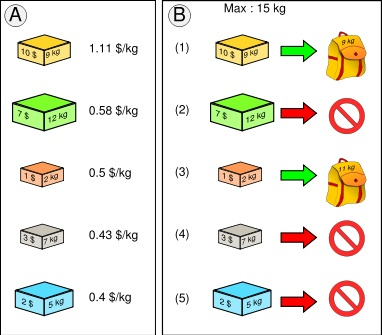 A
10 $ 9 kg 1.11 $/kg
7 $ 12 kg 0.58 $/kg
1 $ 2 kg 0.5 $/kg
3 $ 7 kg 0.43 $/kg
2 $ 5 kg 0.4 $/kg
B Max : 15 kg
(1) 10 $ 9 kg 9 kg
(2) 7 $ 12 kg
(3) 1 $ 2 kg 11 kg
(4) 3 $ 7 kg
(5) 2 $ 5 kg